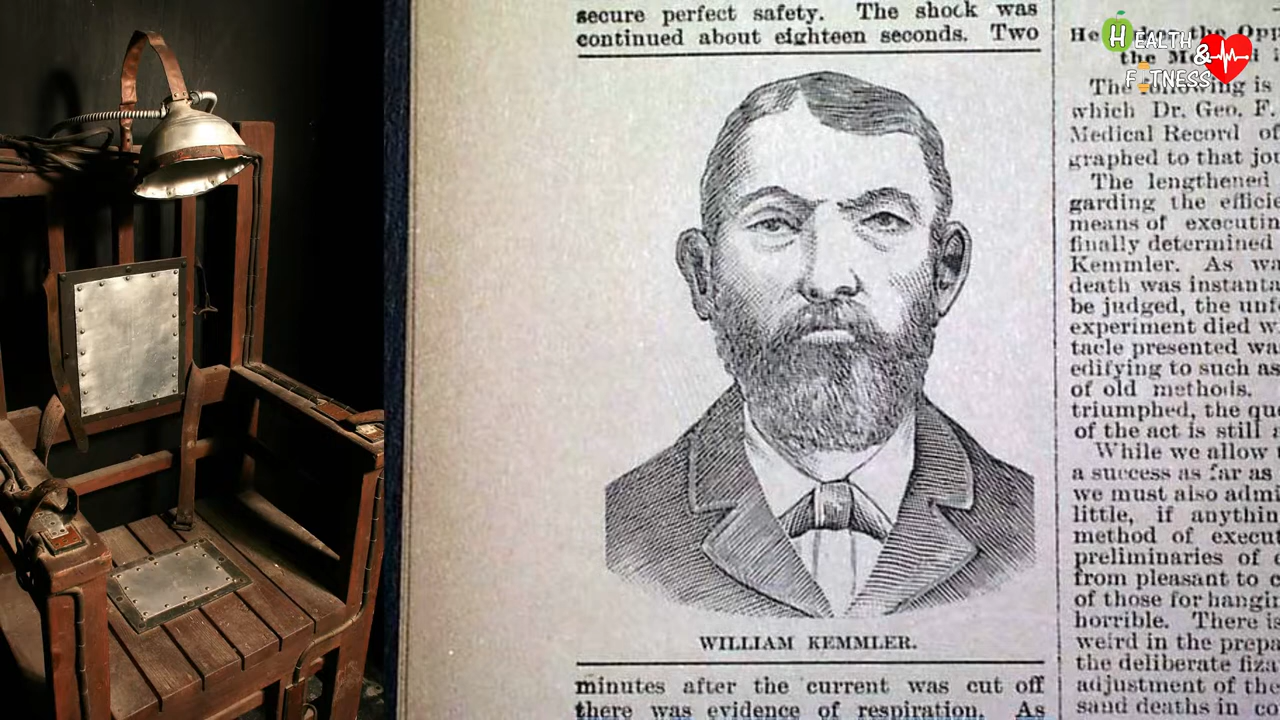 secure perfect safety. The shock was
continued about eighteen seconds. Two
WILLIAM KEMMLER.
minutes after the current was cut off
there was evidence of respiration. As
HEALTH
&
FITNESS
the
The following is
which Dr. Geo. F.
Medical Record of
graphed to that
The lengthened
garding the
means of
finally determined
Kemmler. As
death was
be judged, the
experiment died
tacle presented
edifying to such as
of old methods.
triumphed, the
of the act is still
While we allow
a success as far as
we must also
little, if
method of
preliminaries of
from pleasant to
of those for
horrible. There is
weird in the
the deliberate
adjustment of the
sand deaths in